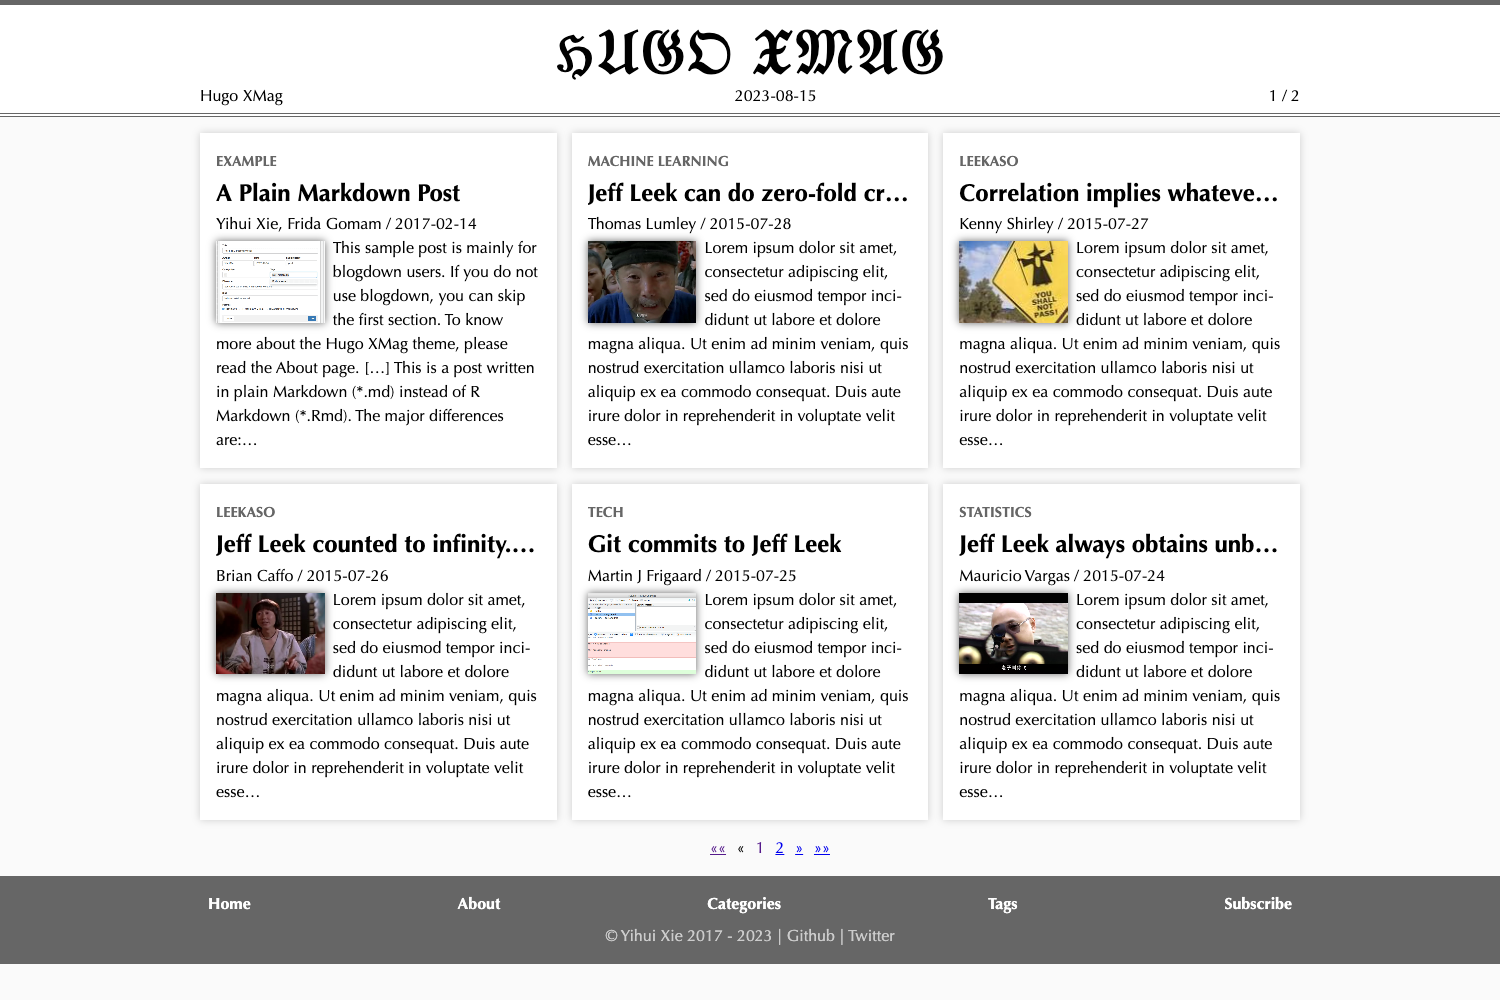 HUGO XMAG
Hugo XMag
2023-08-15
1 / 2
EXAMPLE
A Plain Markdown Post
Yihui Xie, Frida Gomam / 2017-02-14
This sample post is mainly for
blogdown users. If you do not
use blogdown, you can skip
the first section. To know
more about the Hugo XMag theme, please
read the About page. […] This is a post written
in plain Markdown (*.md) instead of R
Markdown (*.Rmd). The major differences
are:…
MACHINE LEARNING
Jeff Leek can do zero-fold cr…
Thomas Lumley / 2015-07-28
Lorem ipsum dolor sit amet,
consectetur adipiscing elit,
sed do eiusmod tempor inci-
didunt ut labore et dolore
magna aliqua. Ut enim ad minim veniam, quis
nostrud exercitation ullamco laboris nisi ut
aliquip ex ea commodo consequat. Duis aute
irure dolor in reprehenderit in voluptate velit
esse…
LEEKASO
Correlation implies whateve…
Kenny Shirley / 2015-07-27
YOU
SHALL
NOT
PASS!
Lorem ipsum dolor sit amet,
consectetur adipiscing elit,
sed do eiusmod tempor inci-
didunt ut labore et dolore
magna aliqua. Ut enim ad minim veniam, quis
nostrud exercitation ullamco laboris nisi ut
aliquip ex ea commodo consequat. Duis aute
irure dolor in reprehenderit in voluptate velit
esse…
LEEKASO
Jeff Leek counted to infinity.…
Brian Caffo / 2015-07-26
Lorem ipsum dolor sit amet,
consectetur adipiscing elit,
sed do eiusmod tempor inci-
didunt ut labore et dolore
magna aliqua. Ut enim ad minim veniam, quis
nostrud exercitation ullamco laboris nisi ut
aliquip ex ea commodo consequat. Duis aute
irure dolor in reprehenderit in voluptate velit
esse…
TECH
Git commits to Jeff Leek
Martin J Frigaard / 2015-07-25
Lorem ipsum dolor sit amet,
consectetur adipiscing elit,
sed do eiusmod tempor inci-
didunt ut labore et dolore
magna aliqua. Ut enim ad minim veniam, quis
nostrud exercitation ullamco laboris nisi ut
aliquip ex ea commodo consequat. Duis aute
irure dolor in reprehenderit in voluptate velit
esse…
STATISTICS
Jeff Leek always obtains unb…
Mauricio Vargas / 2015-07-24
Lorem ipsum dolor sit amet,
consectetur adipiscing elit,
sed do eiusmod tempor inci-
didunt ut labore et dolore
magna aliqua. Ut enim ad minim veniam, quis
nostrud exercitation ullamco laboris nisi ut
aliquip ex ea commodo consequat. Duis aute
irure dolor in reprehenderit in voluptate velit
esse…
«« « 1 2 » »»
Home
About
Categories
Tags
Subscribe
© Yihui Xie 2017 - 2023 | Github | Twitter